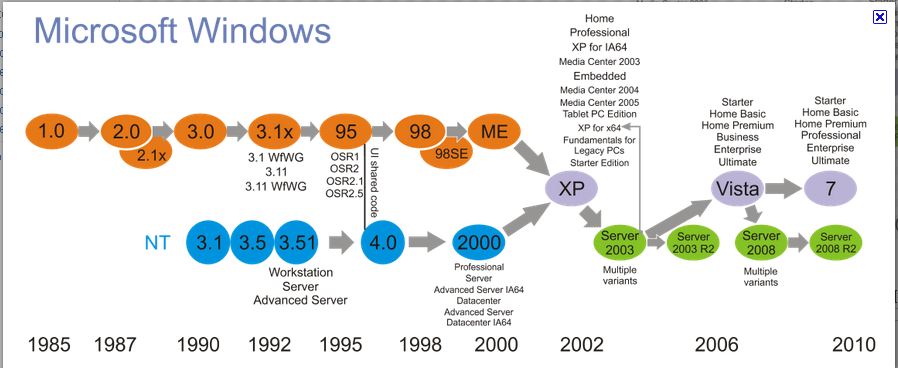 Microsoft Windows
Home
Professional
XP for IA64
Media Center 2003
Embedded
Media Center 2004
Media Center 2005
Tablet PC Edition
XP for x64
Fundamentals for
Legacy PCs
Starter Edition
Starter
Home Basic
Home Premium
Business
Enterprise
Ultimate
Starter
Home Basic
Home Premium
Professional
Enterprise
Ultimate
1.0
2.0
2.1x
3.0
3.1x
3.1 WfWG
3.11
3.11 WfWG
95
OSR1
OSR2
OSR2.1
OSR2.5
UI shared code
98
98SE
ME
XP
Vista
7
NT
3.1
3.5
3.51
Workstation
Server
Advanced Server
4.0
2000
Professional
Server
Advanced Server IA64
Datacenter
Advanced Server
Datacenter IA64
Server
2003
Multiple
variants
Server
2003 R2
Server
2008
Multiple
variants
Server
2008 R2
1985
1987
1990
1992
1995
1998
2000
2002
2006
2010